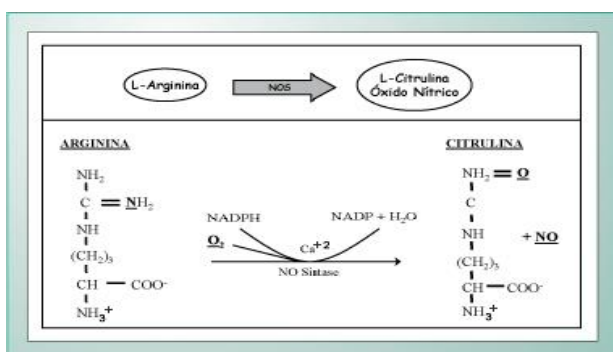 L-Arginina
NOS
L-Citrulina
Óxido Nítrico
ARGININA
CITRULINA
NH₂
C = NH₂
NH
(CH₂)₃
CH — COO⁻
NH₃⁺
NADPH
NADP + H₂O
O₂
Ca⁺²
NO Sintase
NH₂ = O
C
NH
+ NO
(CH₂)₃
CH — COO⁻
NH₃⁺